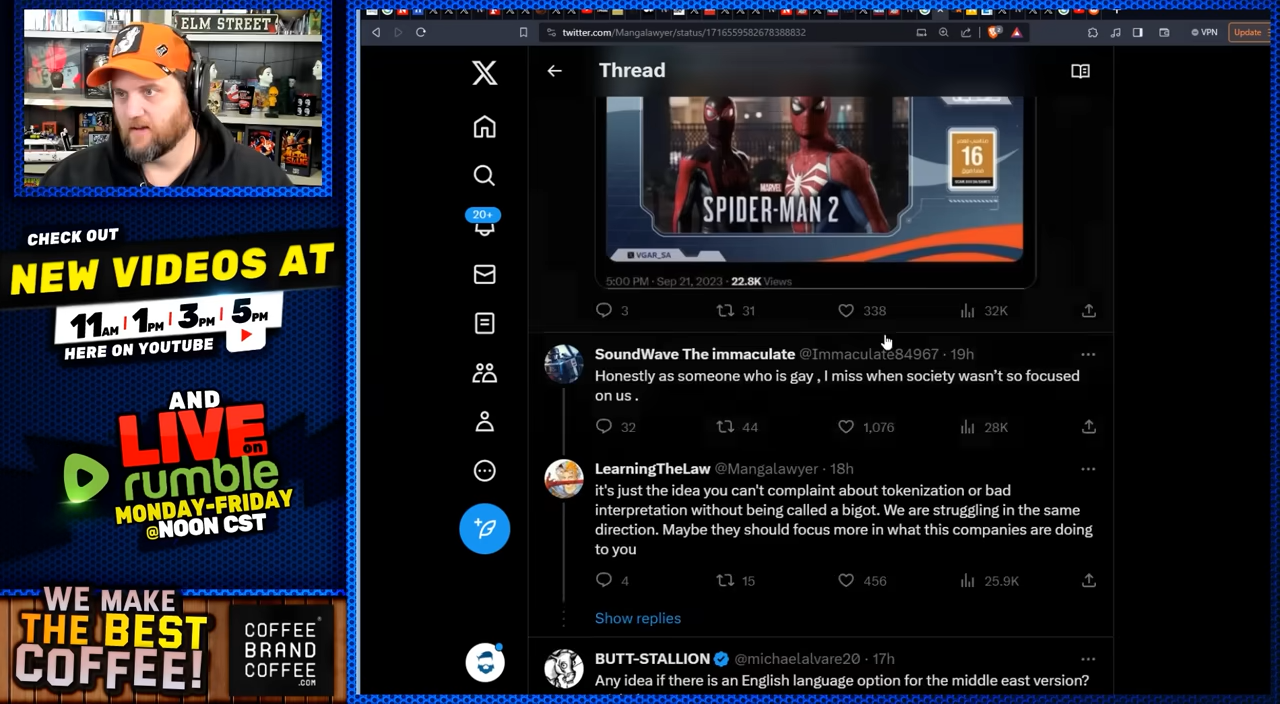 ELM STREET
CHECK OUT
NEW VIDEOS AT
11AM | 1PM | 3PM | 5PM
HERE ON YOUTUBE
AND
LIVE on
rumble
MONDAY-FRIDAY
@NOON CST
WE MAKE
THE BEST
COFFEE!
COFFEE
BRAND
COFFEE
.COM
twitter.com/Mangalawyer/status/1716559582678388832
VPN
Update
Thread
20+
16
MARVEL
SPIDER-MAN 2
VGAR_SA
5:00 PM · Sep 21, 2023 · 22.8K Views
3 31 338 32K
SoundWave The immaculate @Immaculate84967 · 19h
Honestly as someone who is gay , I miss when society wasn't so focused
on us .
32 44 1,076 28K
LearningTheLaw @Mangalawyer · 18h
it's just the idea you can't complaint about tokenization or bad
interpretation without being called a bigot. We are struggling in the same
direction. Maybe they should focus more in what this companies are doing
to you
4 15 456 25.9K
Show replies
BUTT-STALLION @michaelalvare20 · 17h
Any idea if there is an English language option for the middle east version?